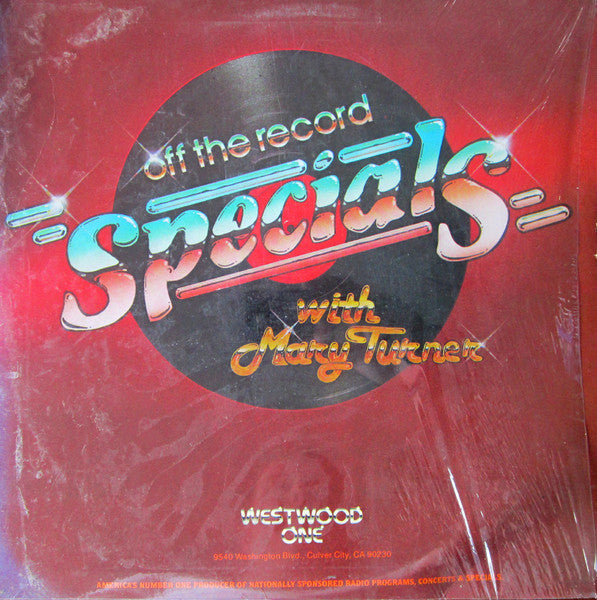 off the record
Specials
with
Mary Turner
WESTWOOD
ONE
9540 Washington Blvd., Culver City, CA 90230
AMERICA'S NUMBER ONE PRODUCER OF NATIONALLY SPONSORED RADIO PROGRAMS, CONCERTS & SPECIALS.